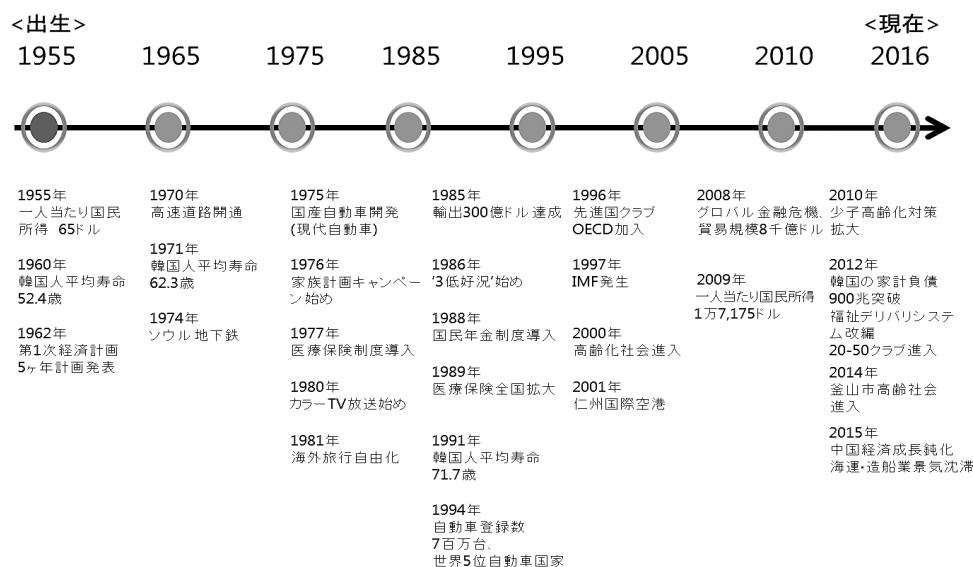 <出生>
<現在>
1955
1965
1975
1985
1995
2005
2010
2016
1955年
一人当たり国民
所得 65ドル
1960年
韓国人平均寿命
52.4歳
1962年
第1次経済計画
5ヶ年計画発表
1970年
高速道路開通
1971年
韓国人平均寿命
62.3歳
1974年
ソウル地下鉄
1975年
国産自動車開発
(現代自動車)
1976年
家族計画キャンペー
ン始め
1977年
医療保険制度導入
1980年
カラーTV放送始め
1981年
海外旅行自由化
1985年
輸出300億ドル達成
1986年
'3低好況'始め
1988年
国民年金制度導入
1989年
医療保険全国拡大
1991年
韓国人平均寿命
71.7歳
1994年
自動車登録数
7百万台、
世界5位自動車国家
1996年
先進国クラブ
OECD加入
1997年
IMF発生
2000年
高齢化社会進入
2001年
仁州国際空港
2008年
グロバル金融危機、
貿易規模8千億ドル
2009年
一人当たり国民所得
1万7,175ドル
2010年
少子高齢化対策
拡大
2012年
韓国の家計負債
900兆突破
福祉デリバリシステ
ム改編
20-50クラブ進入
2014年
釜山市高齢社会
進入
2015年
中国経済成長鈍化
海運・造船業景気沈滞